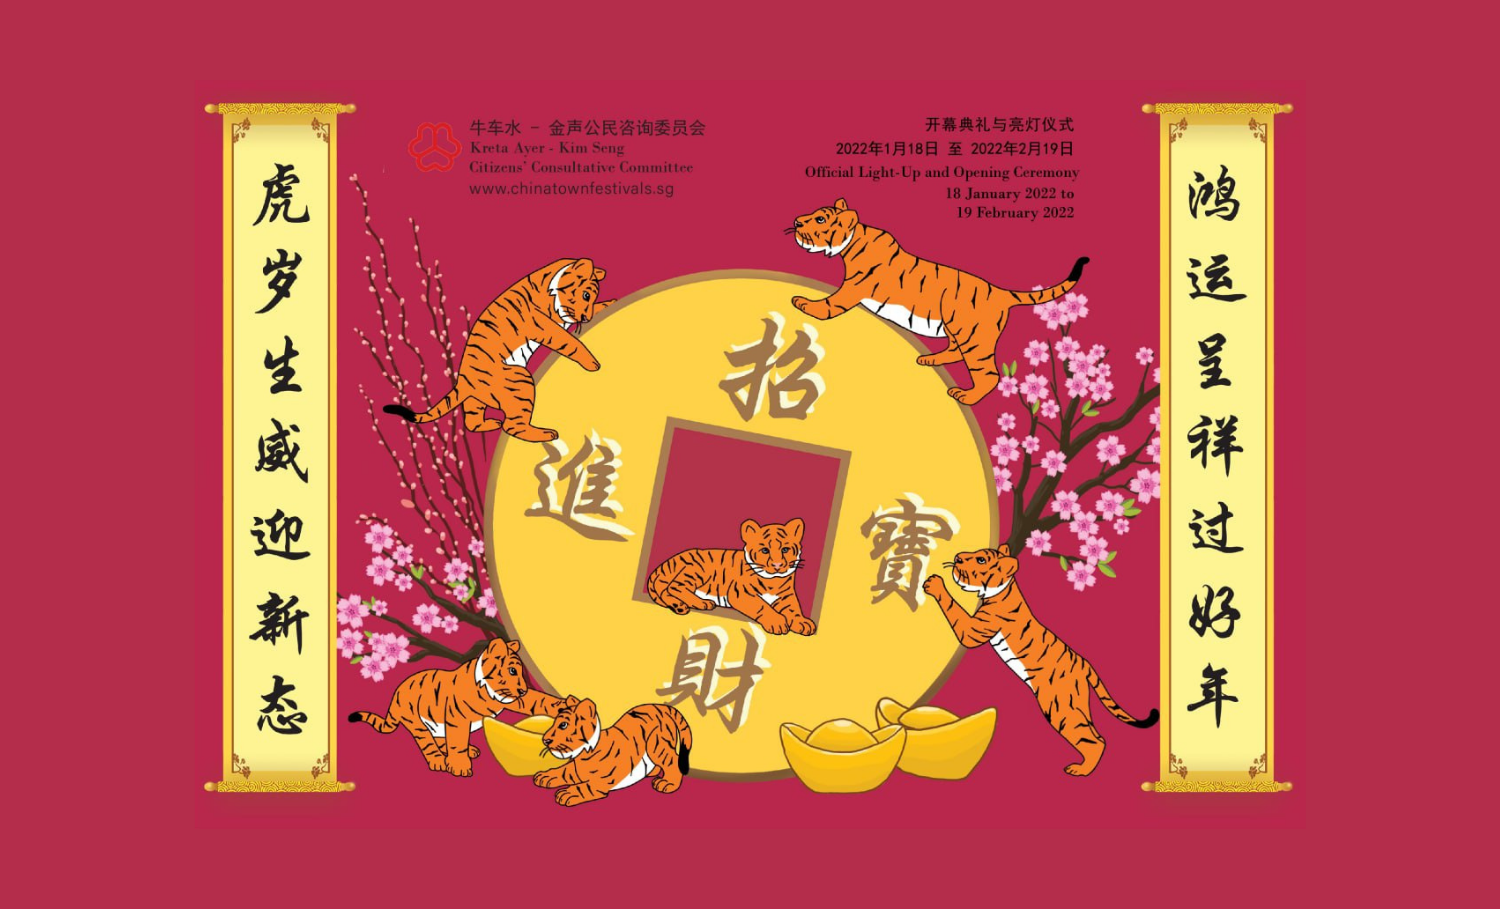 牛车水 - 金声公民咨询委员会
Kreta Ayer - Kim Seng
Citizens' Consultative Committee
www.chinatownfestivals.sg
开幕典礼与亮灯仪式
2022年1月18日 至 2022年2月19日
Official Light-Up and Opening Ceremony
18 January 2022 to
19 February 2022
虎岁生威迎新态
鸿运呈祥过好年
招
財
進
寶